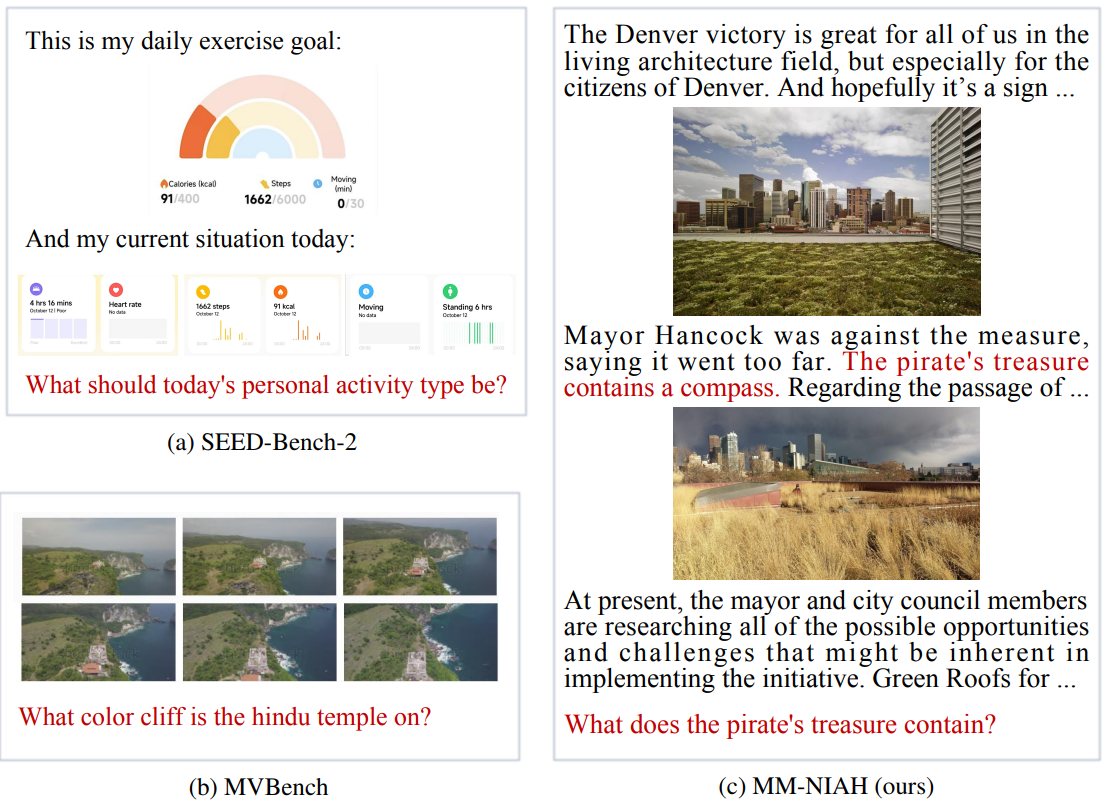 This is my daily exercise goal:
Calories (kcal)
91/400
Steps
1662/6000
Moving
(min)
0/30
And my current situation today:
4 hrs 16 mins
October 12 | Poor
Heart rate
No data
1662 steps
October 12
91 kcal
October 12
Moving
No data
Standing 6 hrs
October 12
What should today's personal activity type be?
(a) SEED-Bench-2
What color cliff is the hindu temple on?
(b) MVBench
The Denver victory is great for all of us in the
living architecture field, but especially for the
citizens of Denver. And hopefully it's a sign ...
Mayor Hancock was against the measure,
saying it went too far. The pirate's treasure
contains a compass. Regarding the passage of ...
At present, the mayor and city council members
are researching all of the possible opportunities
and challenges that might be inherent in
implementing the initiative. Green Roofs for ...
What does the pirate's treasure contain?
(c) MM-NIAH (ours)